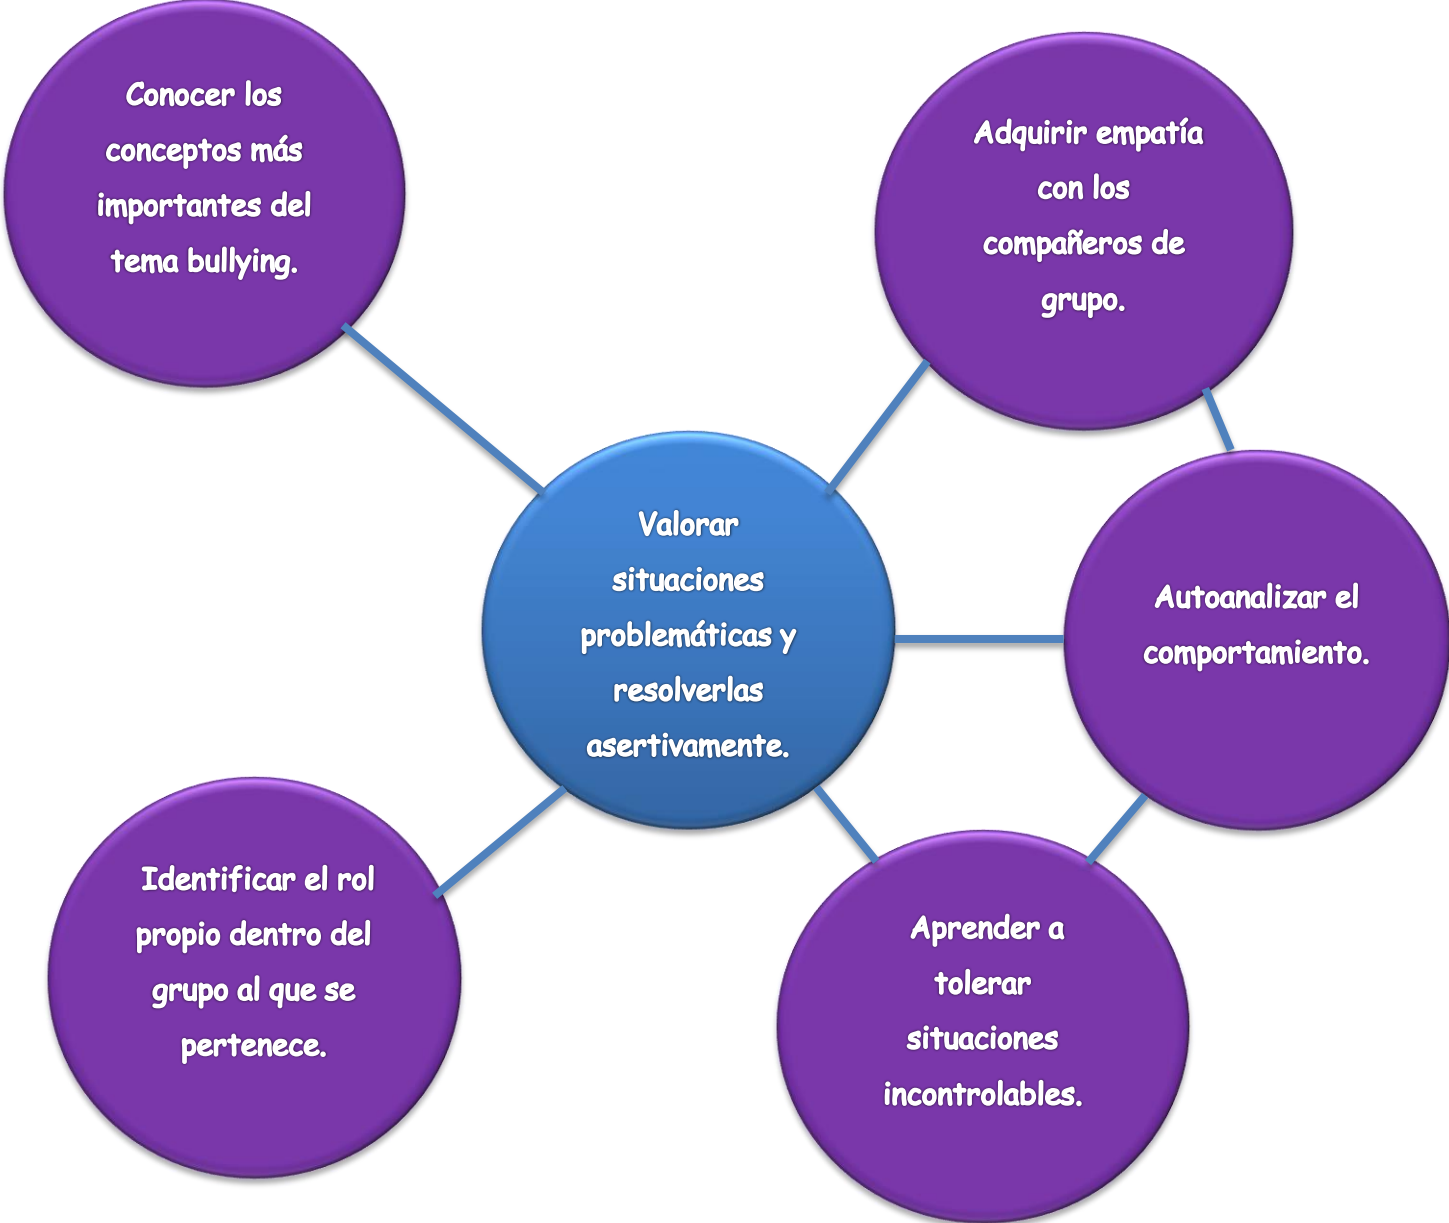 Conocer los
conceptos más
importantes del
tema bullying.
Adquirir empatía
con los
compañeros de
grupo.
Valorar
situaciones
problemáticas y
resolverlas
asertivamente.
Autoanalizar el
comportamiento.
Identificar el rol
propio dentro del
grupo al que se
pertenece.
Aprender a
tolerar
situaciones
incontrolables.